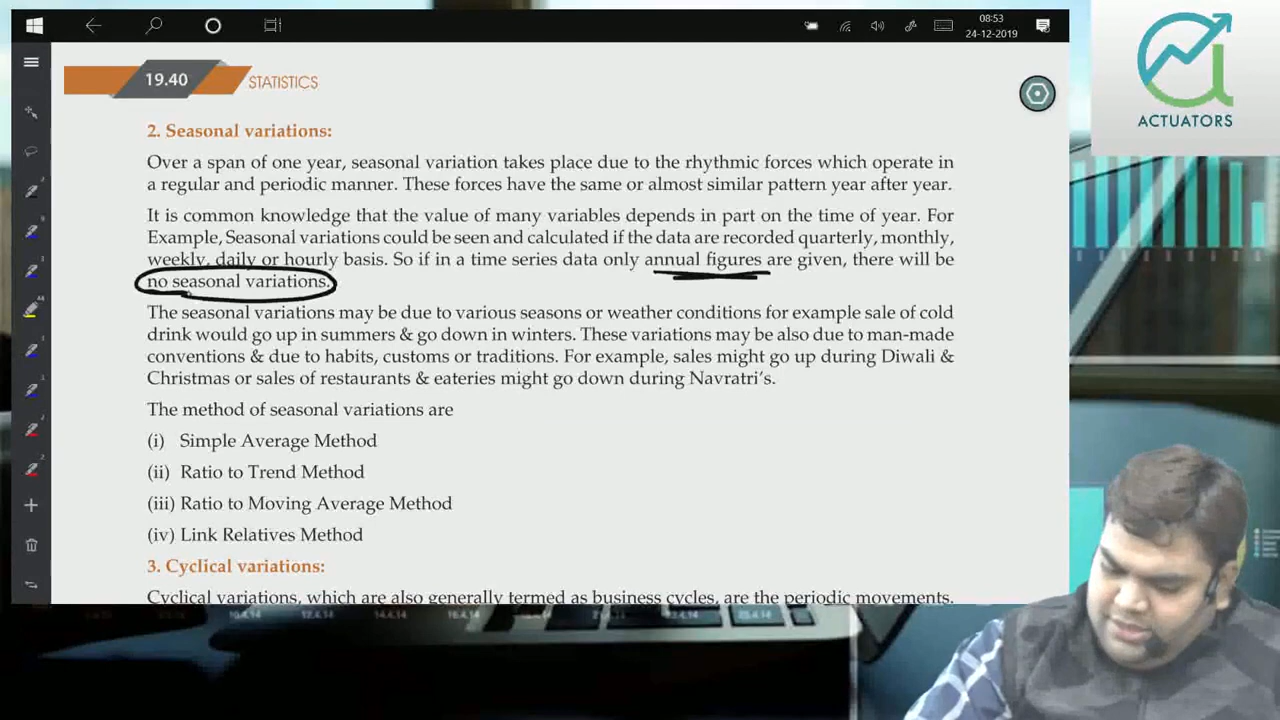 08:53
24-12-2019
ACTUATORS
19.40 STATISTICS
2. Seasonal variations:
Over a span of one year, seasonal variation takes place due to the rhythmic forces which operate in
a regular and periodic manner. These forces have the same or almost similar pattern year after year.
It is common knowledge that the value of many variables depends in part on the time of year. For
Example, Seasonal variations could be seen and calculated if the data are recorded quarterly, monthly,
weekly, daily or hourly basis. So if in a time series data only annual figures are given, there will be
no seasonal variations.
The seasonal variations may be due to various seasons or weather conditions for example sale of cold
drink would go up in summers & go down in winters. These variations may be also due to man-made
conventions & due to habits, customs or traditions. For example, sales might go up during Diwali &
Christmas or sales of restaurants & eateries might go down during Navratri's.
The method of seasonal variations are
(i) Simple Average Method
(ii) Ratio to Trend Method
(iii) Ratio to Moving Average Method
(iv) Link Relatives Method
3. Cyclical variations:
Cyclical variations, which are also generally termed as business cycles, are the periodic movements.